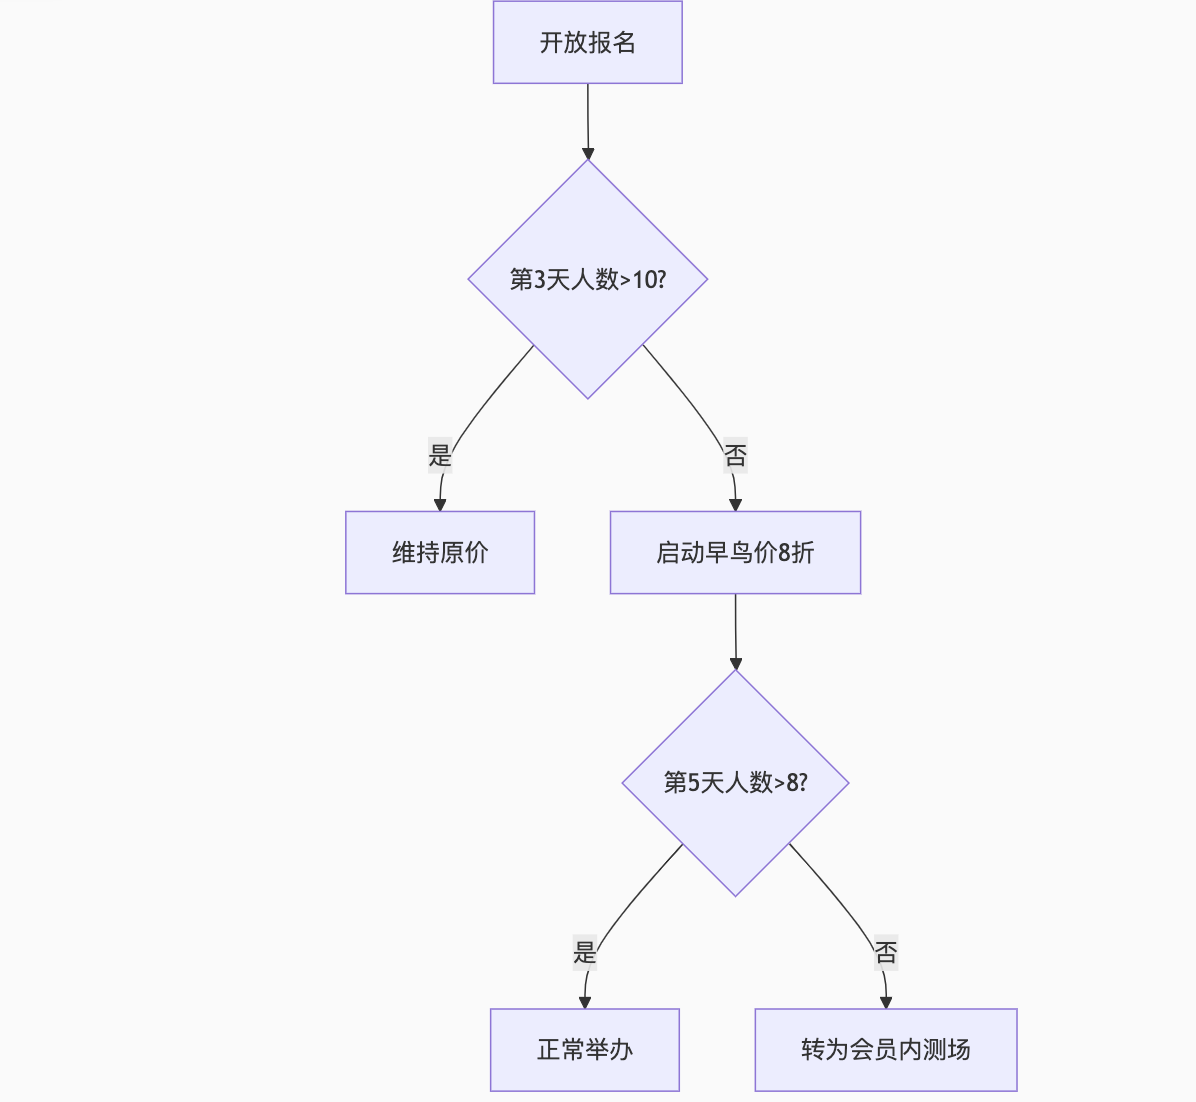 开放报名
第3天人数>10?
是
否
维持原价
启动早鸟价8折
第5天人数>8?
是
否
正常举办
转为会员内测场